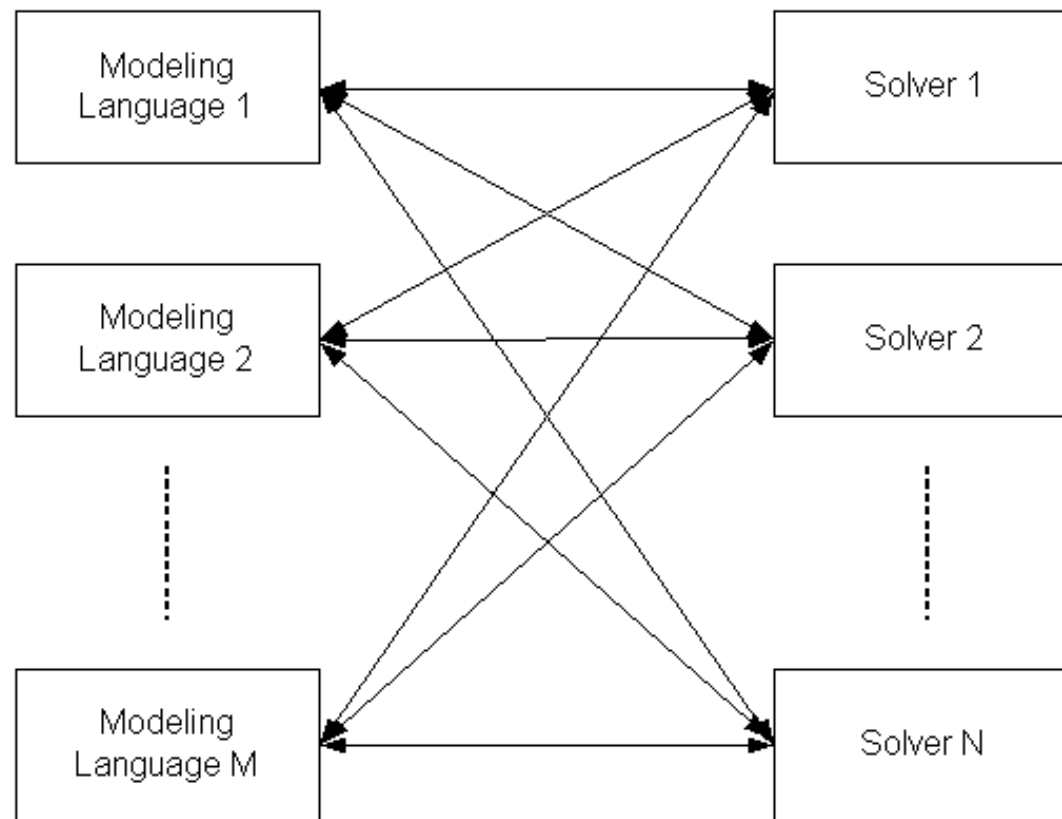 Modeling
Language 1
Solver 1
Modeling
Language 2
Solver 2
Modeling
Language M
Solver N